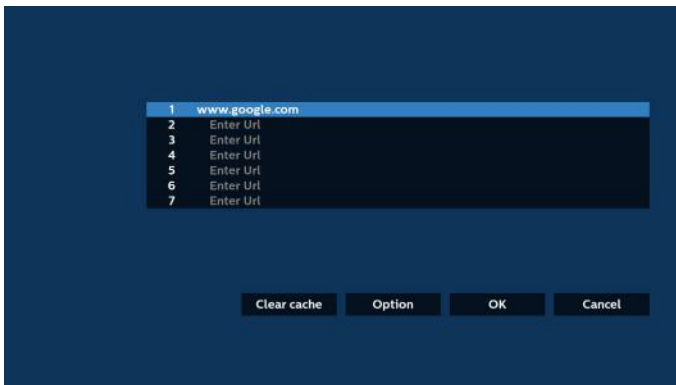 1 www.google.com
2 Enter Url
3 Enter Url
4 Enter Url
5 Enter Url
6 Enter Url
7 Enter Url
Clear cache Option OK Cancel